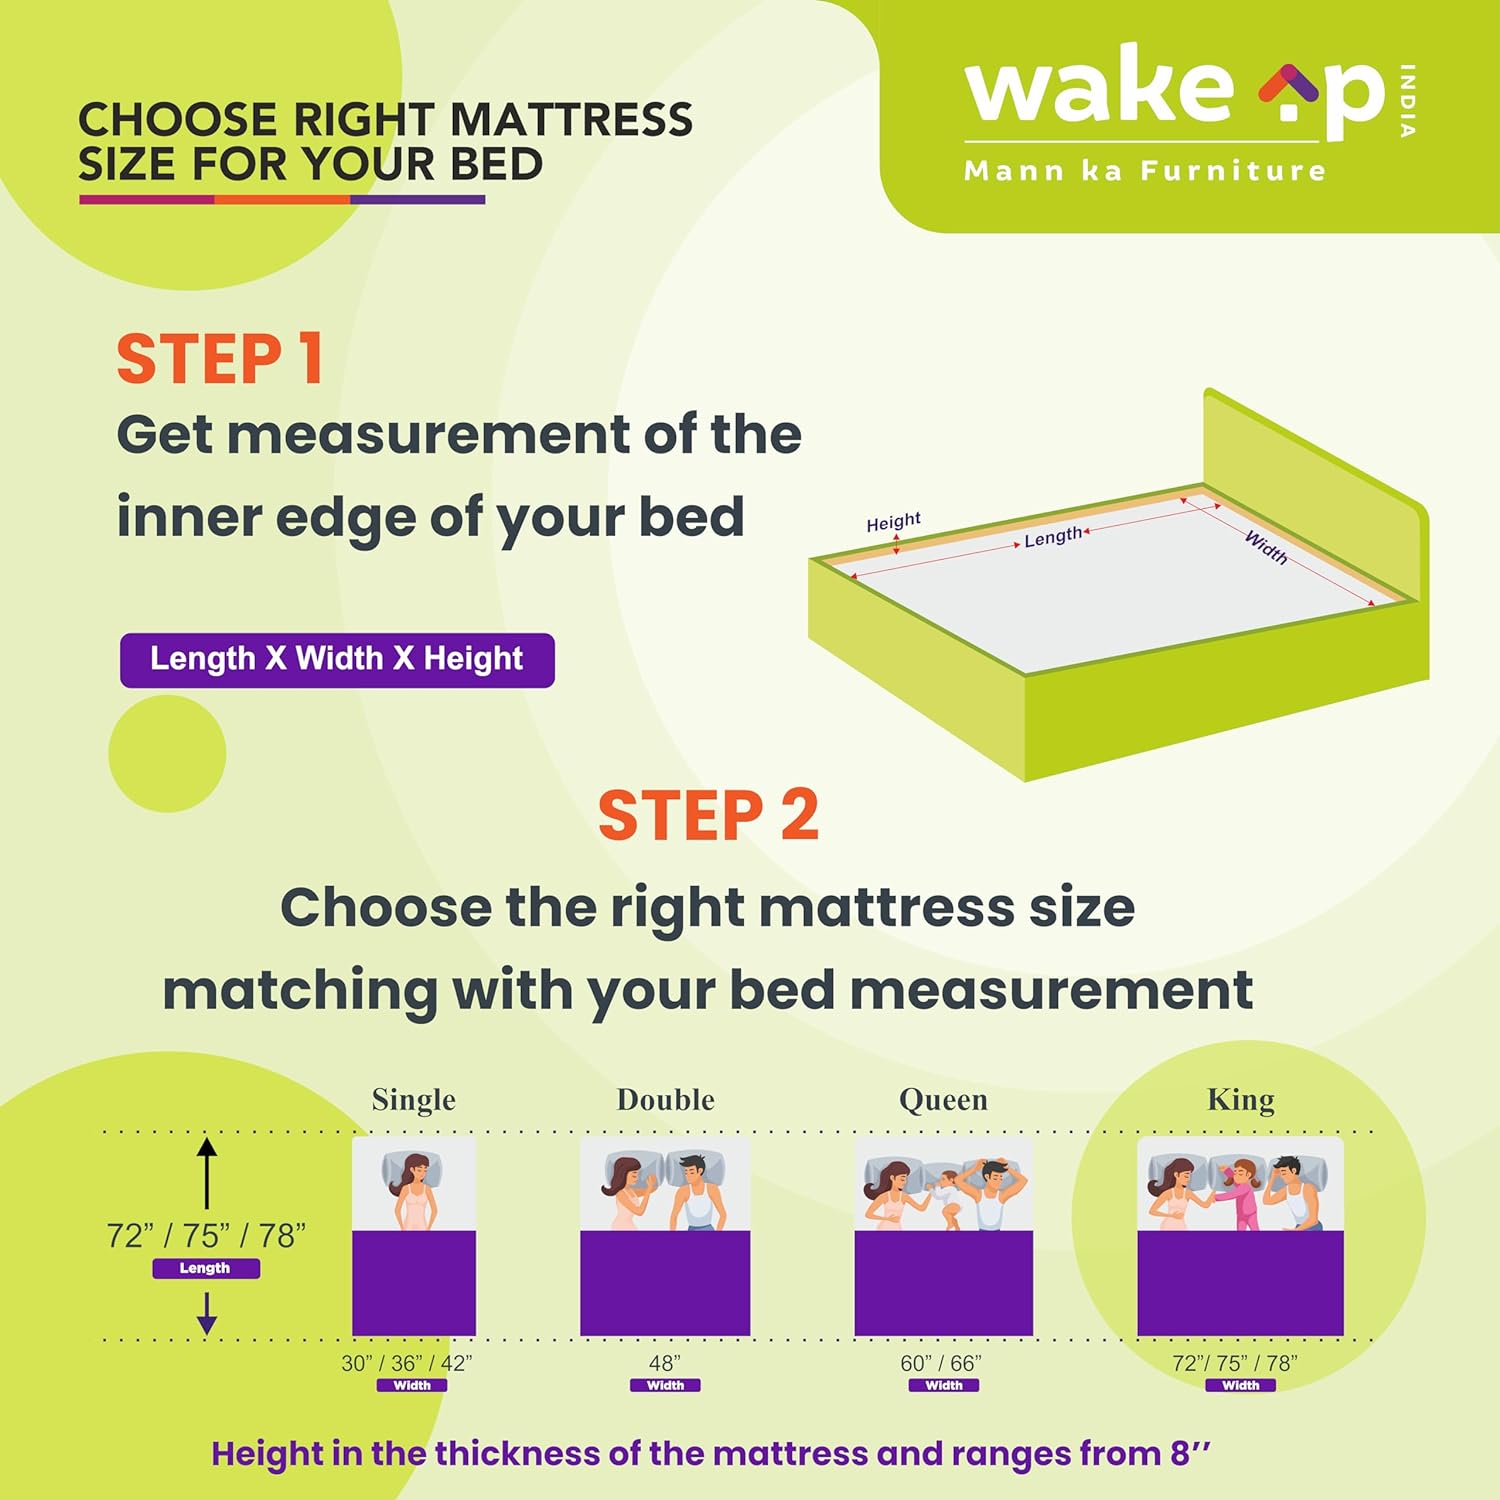 CHOOSE RIGHT MATTRESS
SIZE FOR YOUR BED
wake up
INDIA
Mann ka Furniture
STEP 1
Get measurement of the
inner edge of your bed
Length X Width X Height
Height
Length
Width
STEP 2
Choose the right mattress size
matching with your bed measurement
Single
Double
Queen
King
72” / 75” / 78”
Length
30” / 36” / 42”
Width
48”
Width
60” / 66”
Width
72”/ 75” / 78”
Width
Height in the thickness of the mattress and ranges from 8’’